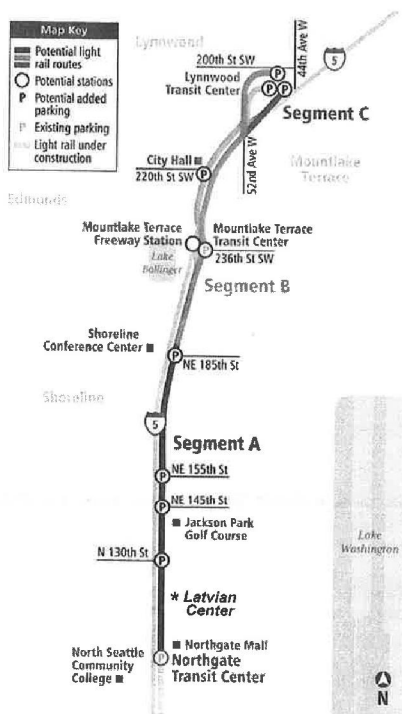 Map Key
Potential light
rail routes
Potential stations
P Potential added
parking
P Existing parking
Light rail under
construction
Lynnwood
200th St SW
44th Ave W
5
Lynnwood
Transit Center
P
P P
Segment C
City Hall
220th St SW
P
52nd Ave W
Mountlake
Terrace
Edmonds
Mountlake Terrace
Freeway Station
Mountlake Terrace
Transit Center
P
236th St SW
Lake
Ballinger
Segment B
Shoreline
Conference Center
P
NE 185th St
Shoreline
5
Segment A
P
NE 155th St
P
NE 145th St
Jackson Park
Golf Course
N 130th St
P
Lake
Washington
* Latvian
Center
North Seattle
Community
College
P
Northgate Mall
Northgate
Transit Center
N